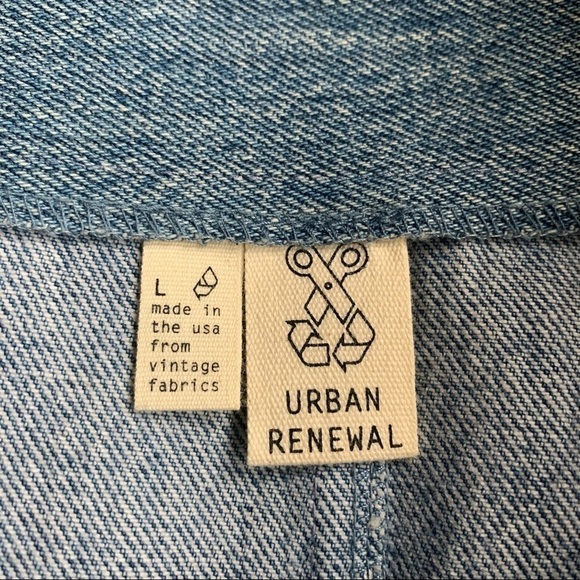 L
made in
the usa
from
vintage
fabrics
URBAN
RENEWAL